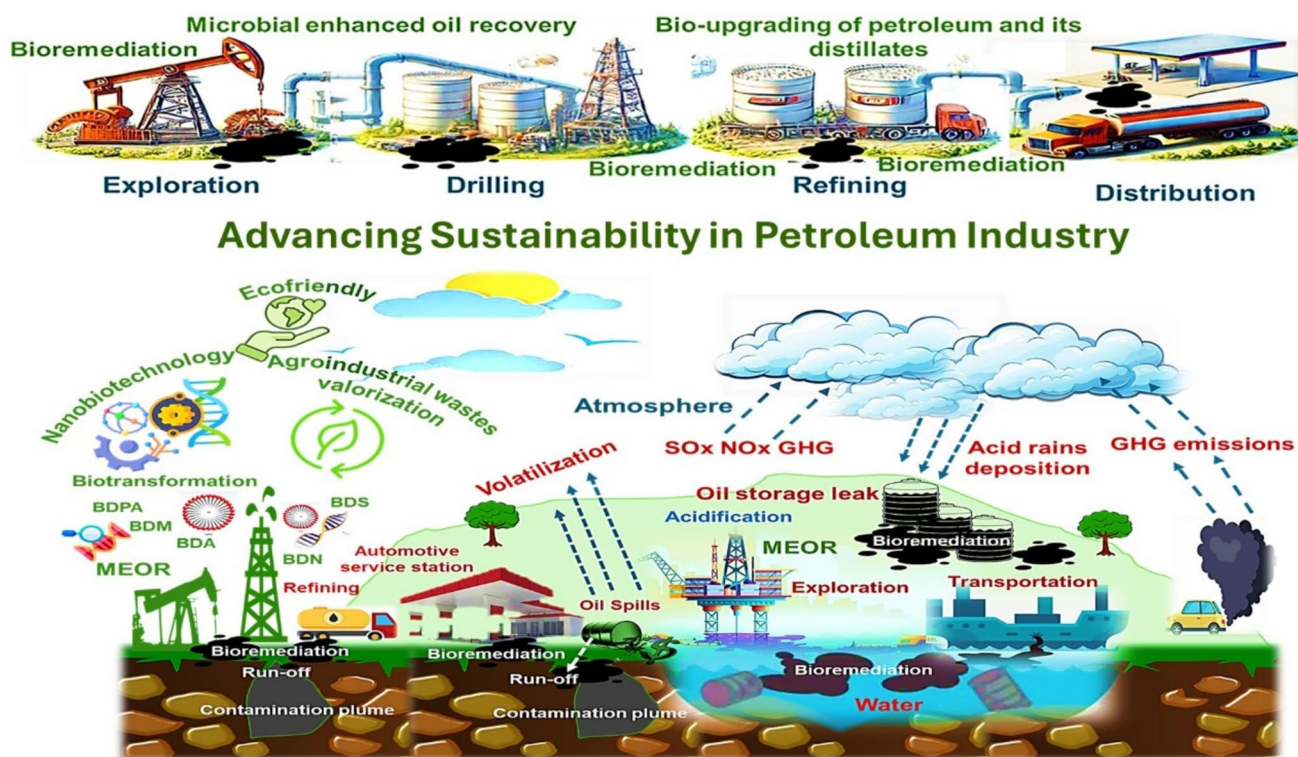 Microbial enhanced oil recovery
Bio-upgrading of petroleum and its
distillates
Bioremediation
Bioremediation
Bioremediation
Exploration
Drilling
Refining
Distribution
Advancing Sustainability in Petroleum Industry
Ecofriendly
Nanobiotechnology
Agroindustrial wastes
valorization
Biotransformation
BDPA
BDM
BDA
BDS
BDN
MEOR
Refining
Automotive
service station
Volatilization
Atmosphere
SOx NOx GHG
Acid rains
deposition
GHG emissions
Oil storage leak
Acidification
MEOR
Bioremediation
Exploration
Transportation
Oil Spills
Bioremediation
Run-off
Contamination plume
Bioremediation
Run-off
Contamination plume
Bioremediation
Water